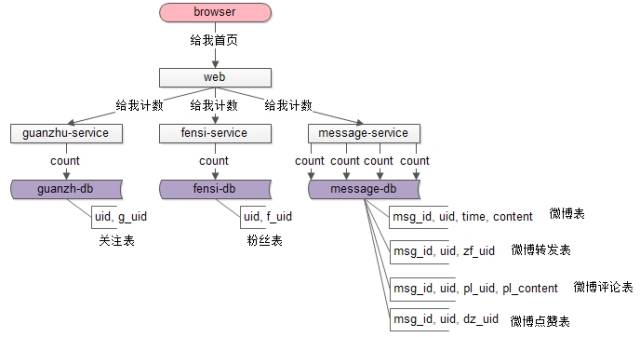 browser
给我首页
web
给我计数 给我计数 给我计数
guanzhu-service fensi-service message-service
count count count count count count
guanzh-db fensi-db message-db
uid, g_uid uid, f_uid msg_id, uid, time, content 微博表
关注表 粉丝表
msg_id, uid, zf_uid 微博转发表
msg_id, uid, pl_uid, pl_content 微博评论表
msg_id, uid, dz_uid 微博点赞表